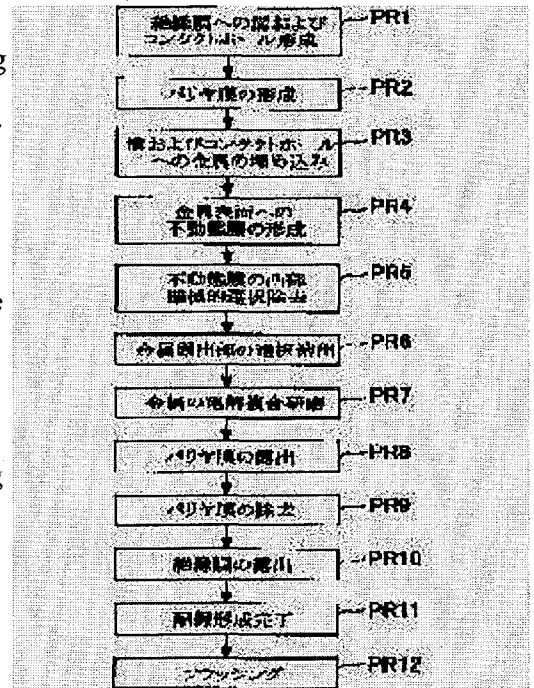 絶縁膜への溝および
コンタクトホール形成
PR1
バリヤ膜の形成
PR2
溝およびコンタクトホール
への金属の埋め込み
PR3
金属表面への
不動態膜の形成
PR4
不動態膜の凸部
機械的選択除去
PR5
金属露出部の選択溶出
PR6
金属の電解複合研磨
PR7
バリヤ膜の露出
PR8
バリヤ膜の除去
PR9
絶縁膜の露出
PR10
配線形成完了
PR11
フラッシング
PR12